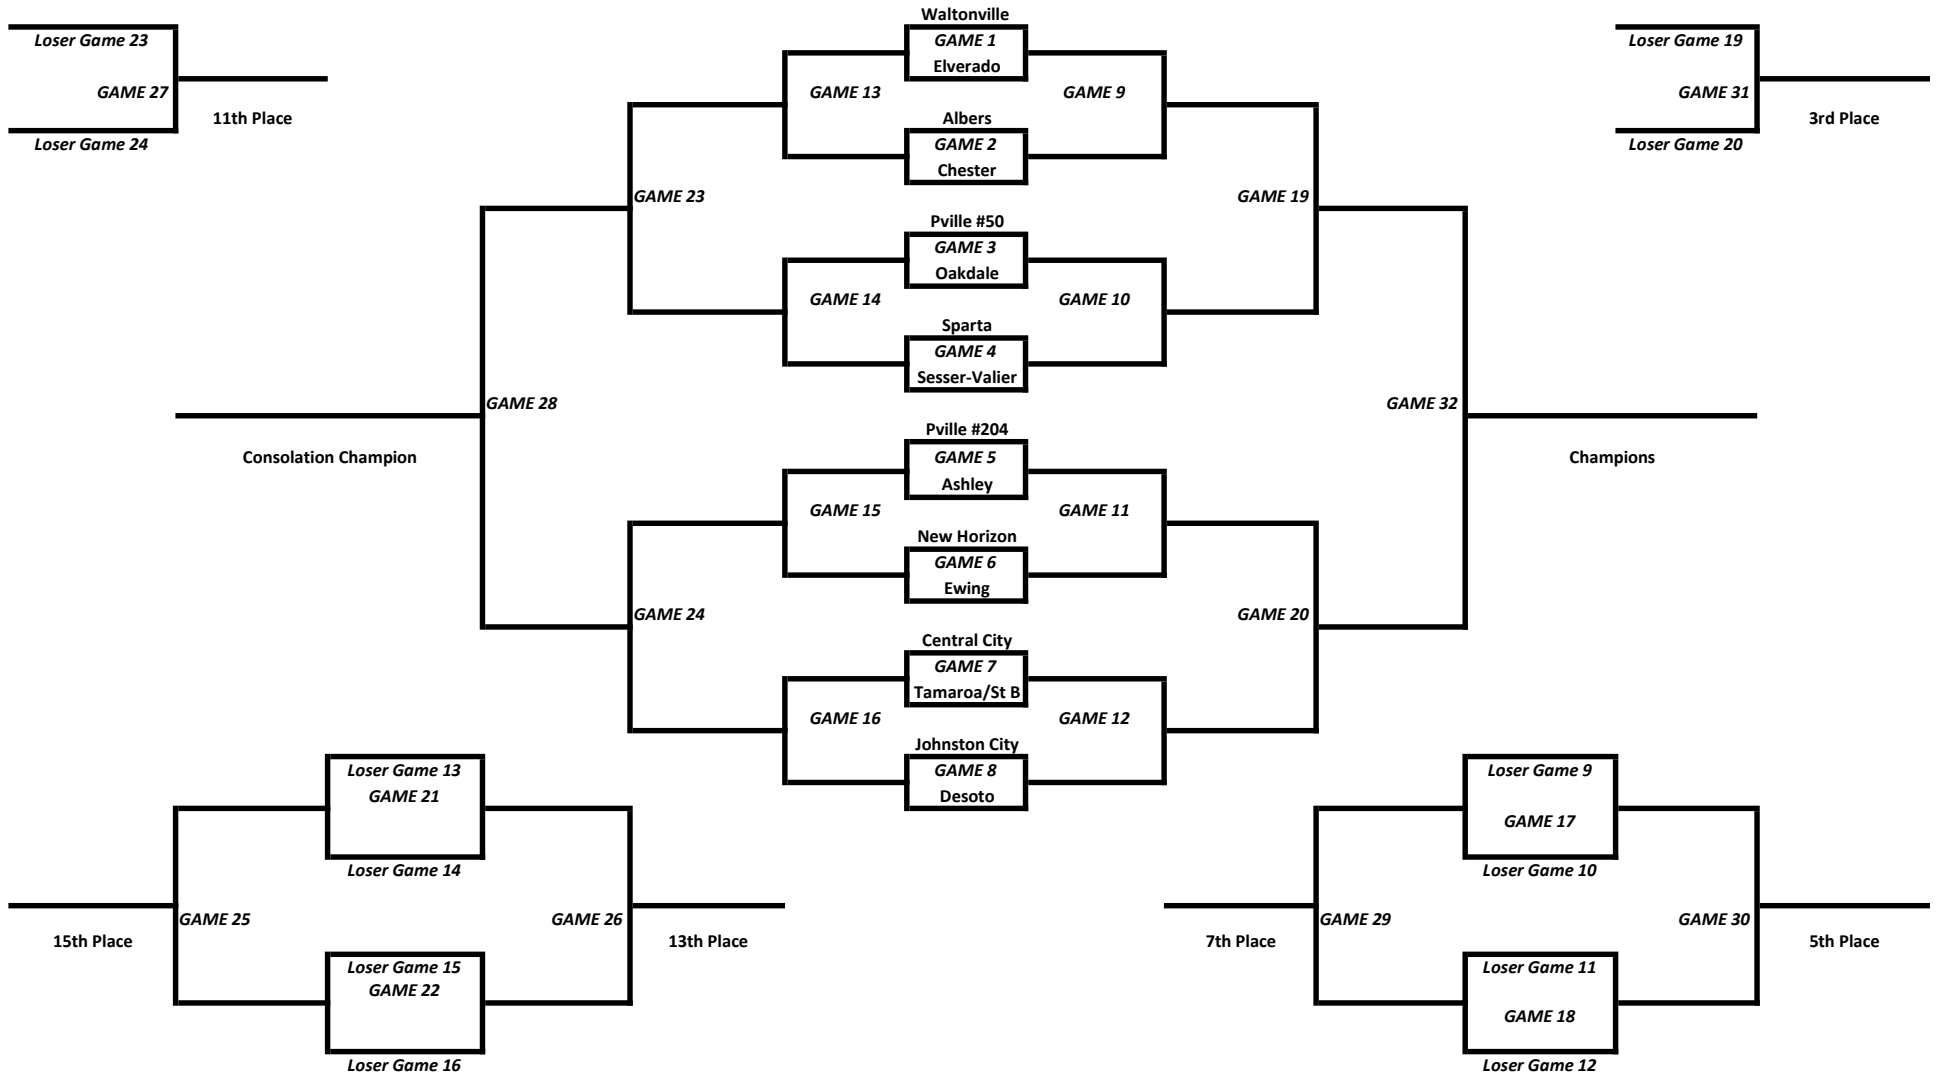 Waltonville
Loser Game 23
GAME 1
Loser Game 19
Elverado
GAME 27
GAME 13
GAME 9
GAME 31
11th Place
Albers
3rd Place
Loser Game 24
GAME 2
Loser Game 20
Chester
GAME 23
GAME 19
Pville #50
GAME 3
Oakdale
GAME 14
GAME 10
Sparta
GAME 4
Sesser-Valier
GAME 28
GAME 32
Pville #204
Consolation Champion
GAME 5
Champions
Ashley
GAME 15
GAME 11
New Horizon
GAME 6
Ewing
GAME 24
GAME 20
Central City
GAME 7
Tamaroa/St B
GAME 16
GAME 12
Johnston City
Loser Game 13
GAME 8
Loser Game 9
GAME 21
Desoto
GAME 17
Loser Game 14
Loser Game 10
GAME 25
GAME 26
GAME 29
GAME 30
15th Place
13th Place
7th Place
5th Place
Loser Game 15
Loser Game 11
GAME 22
GAME 18
Loser Game 16
Loser Game 12